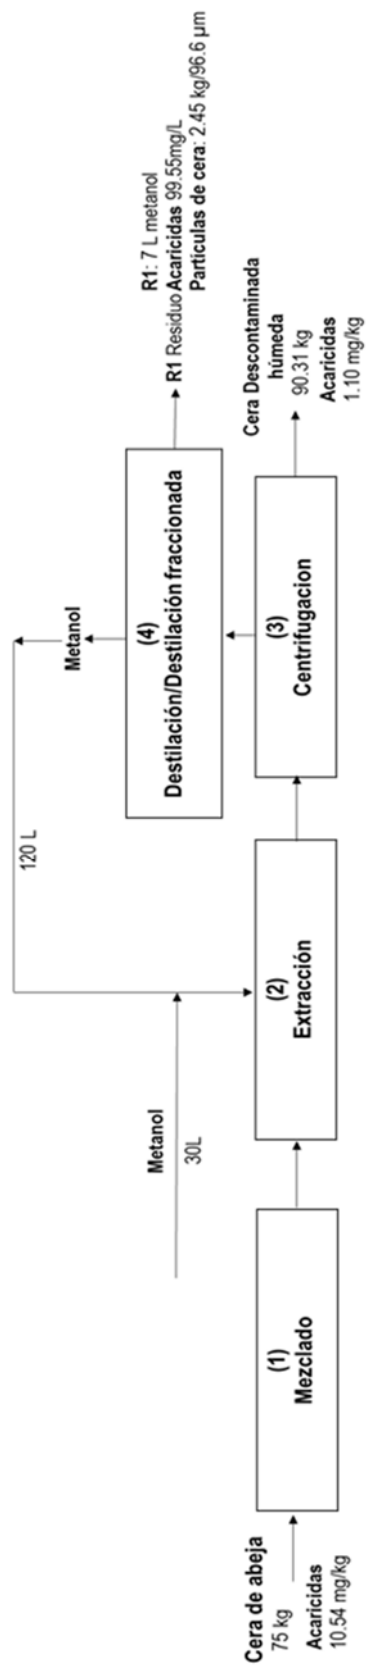 Cera de abeja
75 kg
Acaricidas
10.54 mg/kg
(1)
Mezclado
Metanol
30L
120 L
(2)
Extracción
(3)
Centrifugacion
Metanol
(4)
Destilación/Destilación fraccionada
R1: 7 L metanol
R1 Residuo Acaricidas 99.55mg/L
Particulas de cera: 2.45 kg/96.6 µm
Cera Descontaminada
húmeda
90.31 kg
Acaricidas
1.10 mg/kg